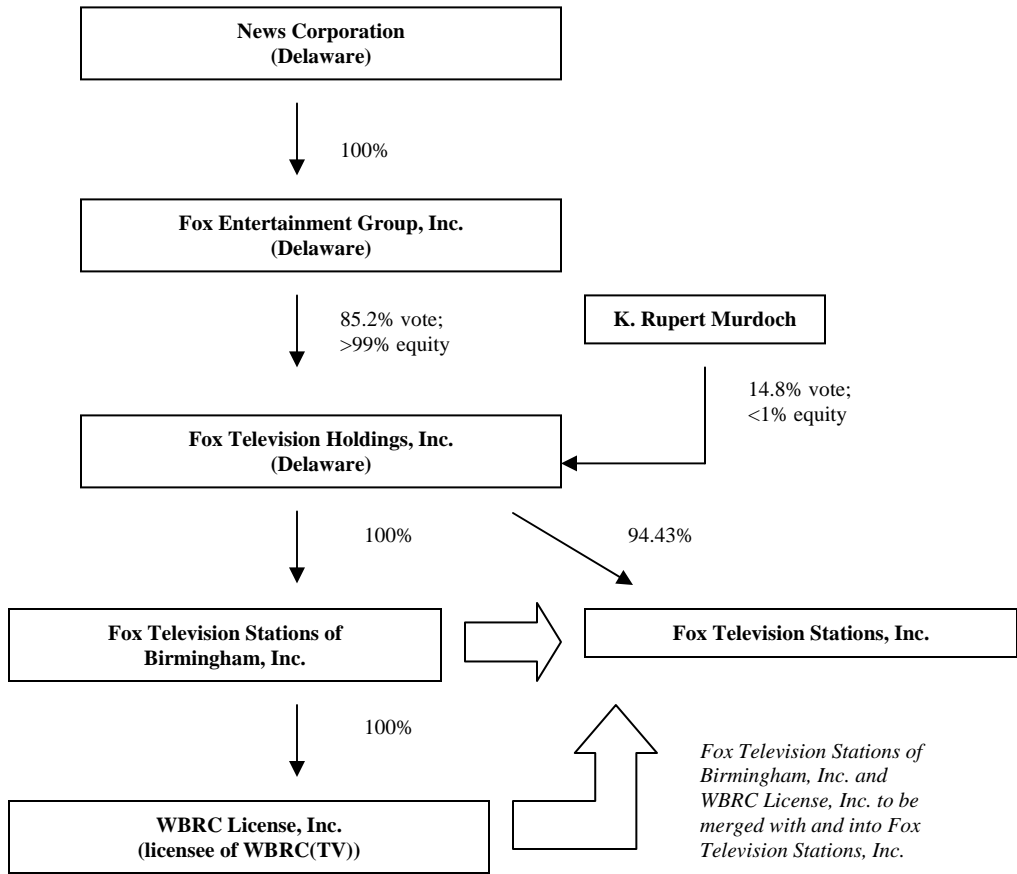 News Corporation
(Delaware)
100%
Fox Entertainment Group, Inc.
(Delaware)
85.2% vote;
>99% equity
K. Rupert Murdoch
14.8% vote;
<1% equity
Fox Television Holdings, Inc.
(Delaware)
100%
94.43%
Fox Television Stations of
Birmingham, Inc.
Fox Television Stations, Inc.
100%
Fox Television Stations of
Birmingham, Inc. and
WBRC License, Inc. to be
merged with and into Fox
Television Stations, Inc.
WBRC License, Inc.
(licensee of WBRC(TV))